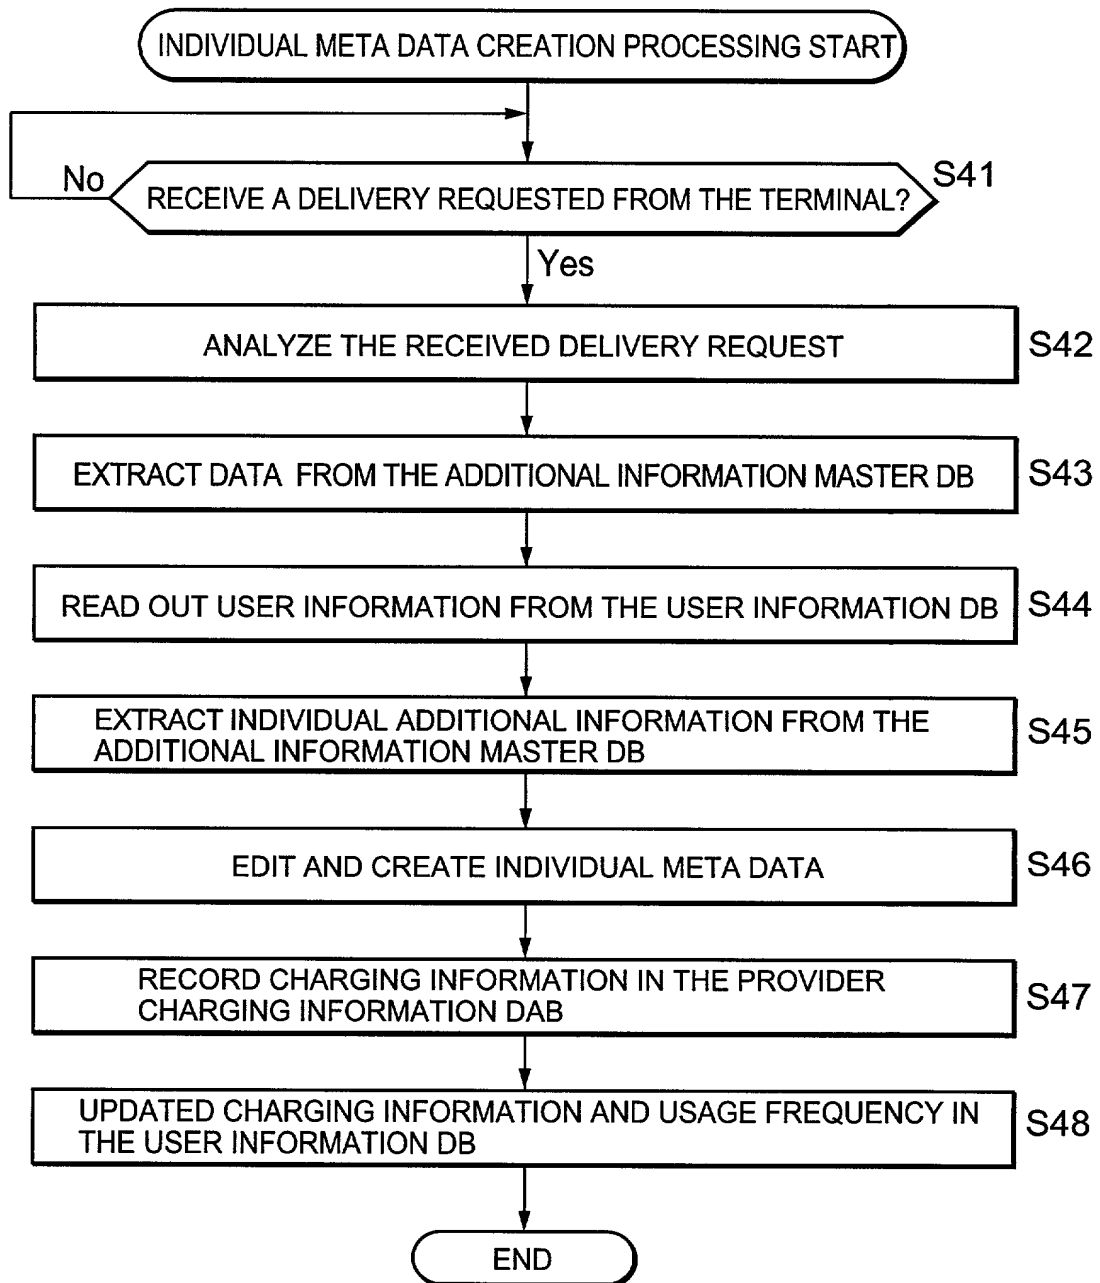 INDIVIDUAL META DATA CREATION PROCESSING START
No
RECEIVE A DELIVERY REQUESTED FROM THE TERMINAL?
S41
Yes
ANALYZE THE RECEIVED DELIVERY REQUEST
S42
EXTRACT DATA FROM THE ADDITIONAL INFORMATION MASTER DB
S43
READ OUT USER INFORMATION FROM THE USER INFORMATION DB
S44
EXTRACT INDIVIDUAL ADDITIONAL INFORMATION FROM THE
ADDITIONAL INFORMATION MASTER DB
S45
EDIT AND CREATE INDIVIDUAL META DATA
S46
RECORD CHARGING INFORMATION IN THE PROVIDER
CHARGING INFORMATION DAB
S47
UPDATED CHARGING INFORMATION AND USAGE FREQUENCY IN
THE USER INFORMATION DB
S48
END